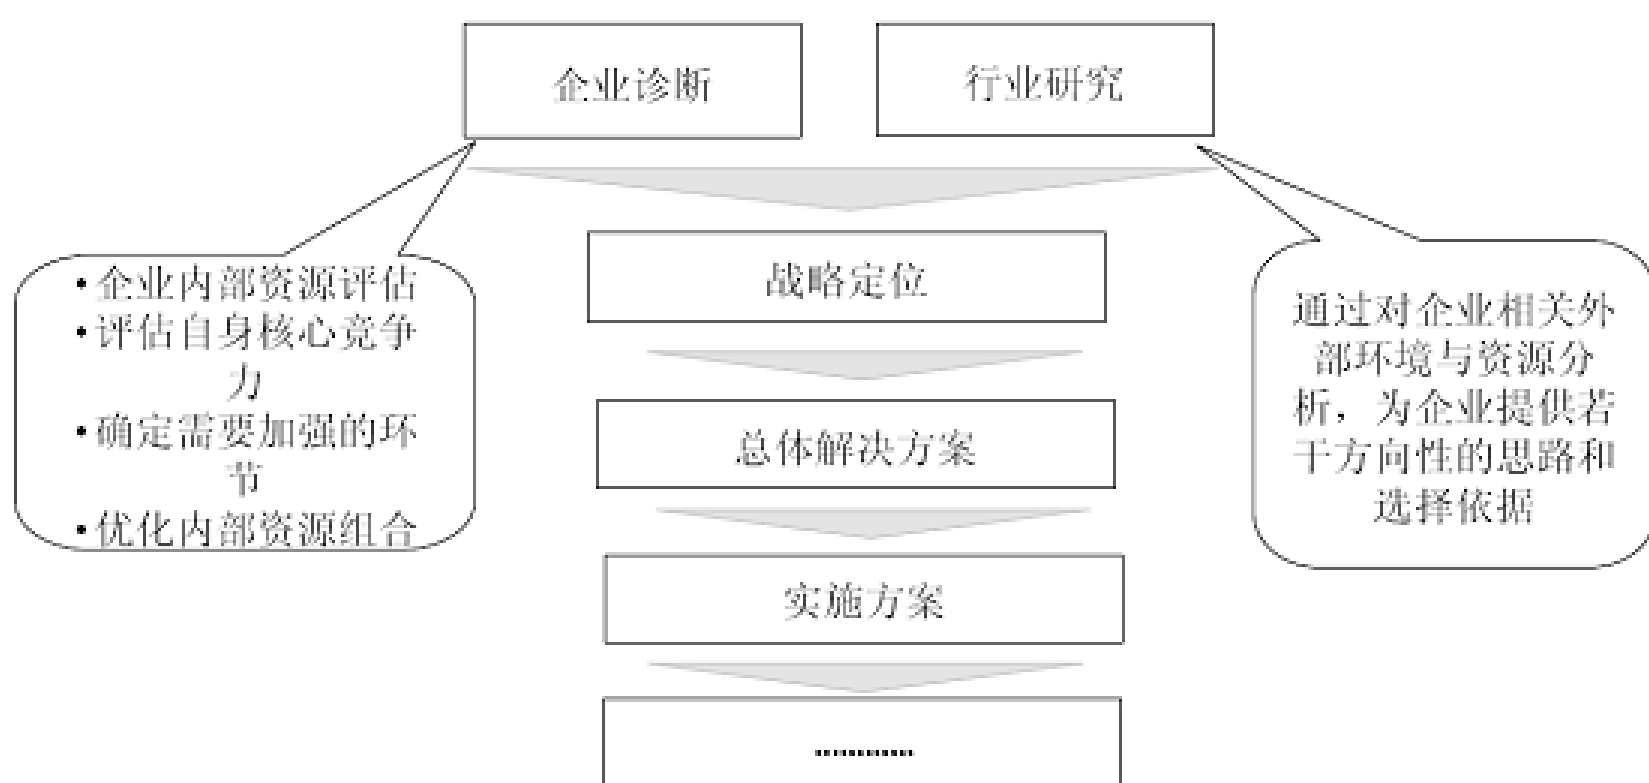 企业诊断
行业研究
•企业内部资源评估
•评估自身核心竞争
力
•确定需要加强的环
节
•优化内部资源组合
战略定位
总体解决方案
实施方案
............
通过对企业相关外
部环境与资源分
析，为企业提供若
干方向性的思路和
选择依据